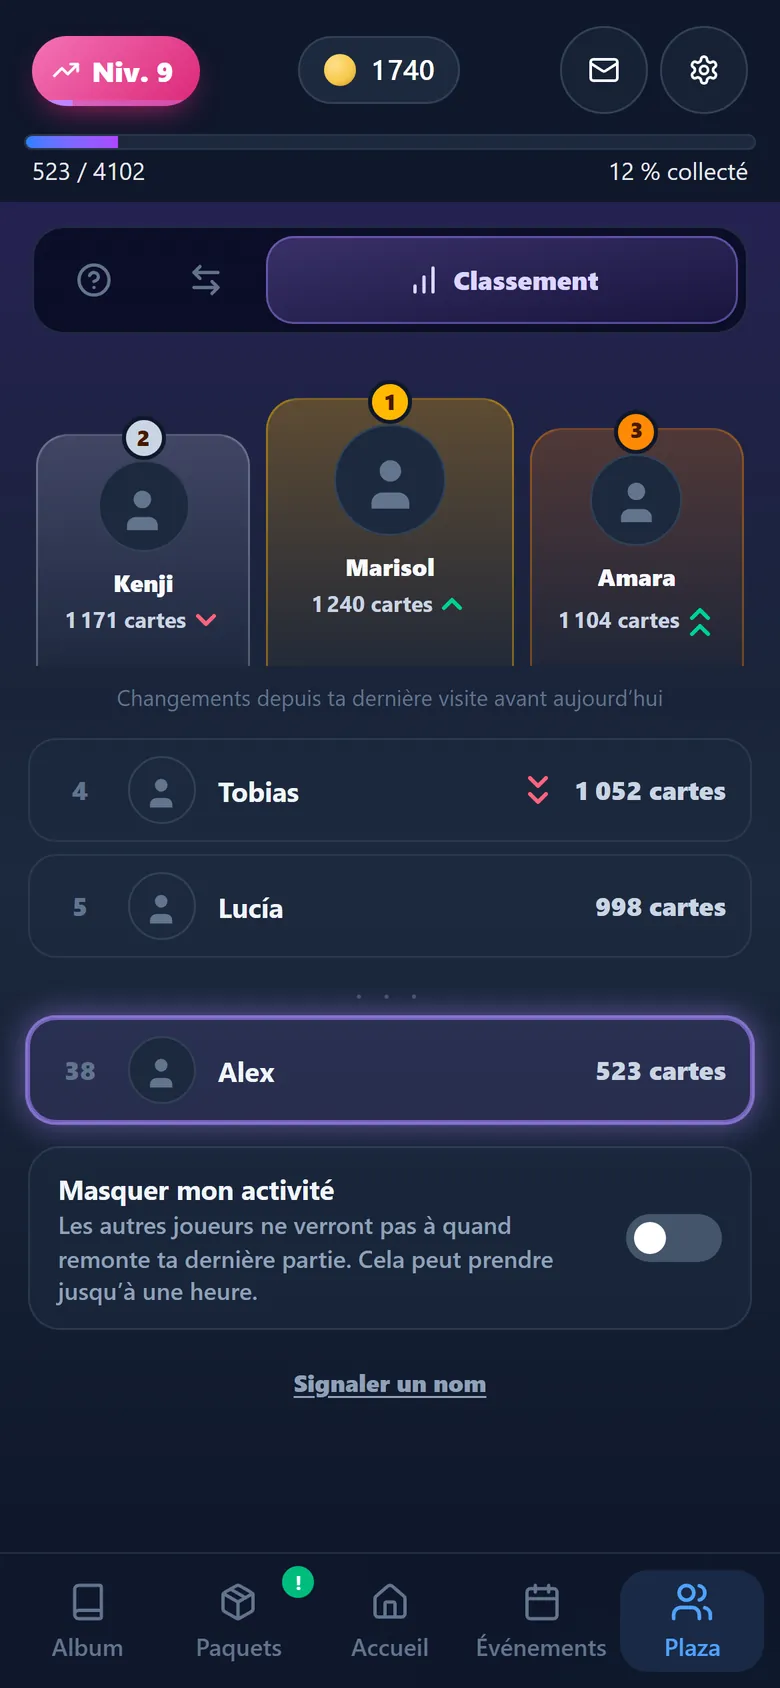 Niv. 9
1740
523 / 4102
12 % collecté
Classement
2
Kenji
1 171 cartes
1
Marisol
1 240 cartes
3
Amara
1 104 cartes
Changements depuis ta dernière visite avant aujourd’hui
4 Tobias 1 052 cartes
5 Lucía 998 cartes
. . .
38 Alex 523 cartes
Masquer mon activité
Les autres joueurs ne verront pas à quand
remonte ta dernière partie. Cela peut prendre
jusqu’à une heure.
Signaler un nom
!
Album
Paquets
Accueil
Événements
Plaza